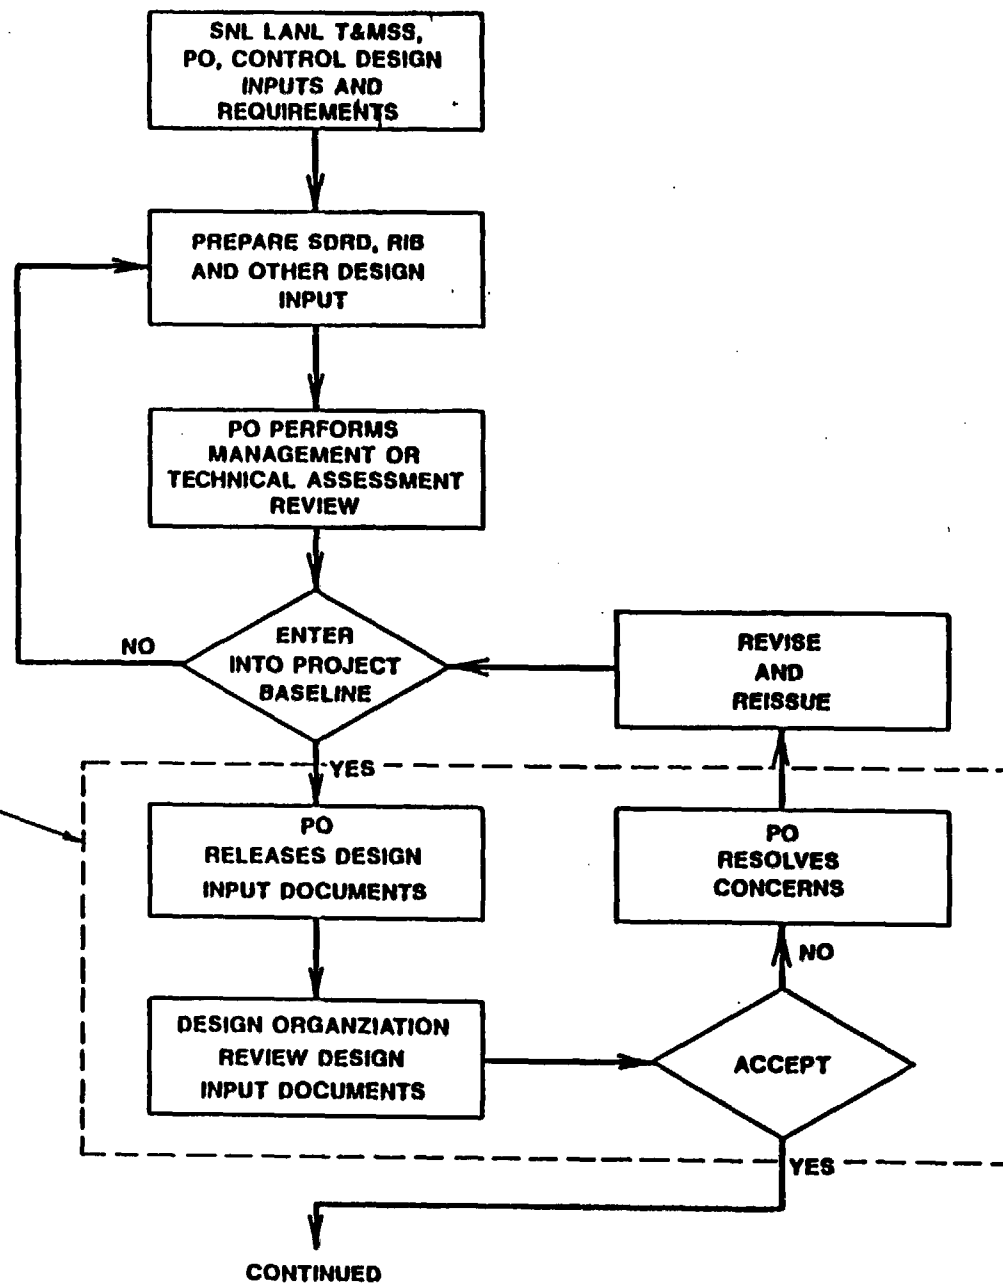 SNL LANL T&MSS,
PO, CONTROL DESIGN
INPUTS AND
REQUIREMENTS
PREPARE SDRD, RIB
AND OTHER DESIGN
INPUT
PO PERFORMS
MANAGEMENT OR
TECHNICAL ASSESSMENT
REVIEW
NO
ENTER
INTO PROJECT
BASELINE
REVISE
AND
REISSUE
YES
PO
RELEASES DESIGN
INPUT DOCUMENTS
PO
RESOLVES
CONCERNS
NO
DESIGN ORGANZIATION
REVIEW DESIGN
INPUT DOCUMENTS
ACCEPT
YES
CONTINUED